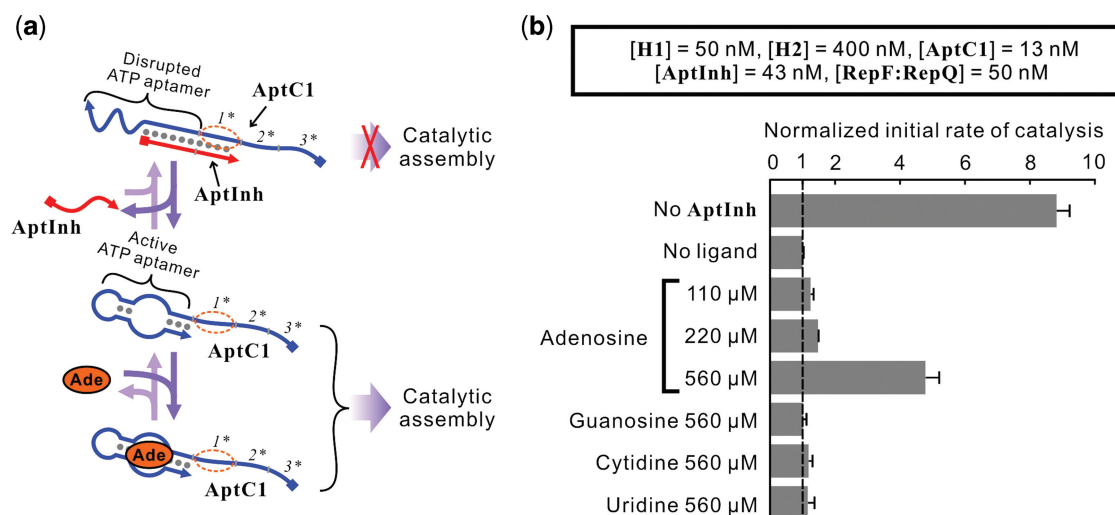 (a)
Disrupted
ATP aptamer
AptC1
1*
2*
3*
Catalytic
assembly
AptInh
AptInh
Active
ATP aptamer
1*
2*
3*
AptC1
Ade
Catalytic
assembly
Ade
1*
2*
3*
AptC1
(b)
[H1] = 50 nM, [H2] = 400 nM, [AptC1] = 13 nM
[AptInh] = 43 nM, [RepF:RepQ] = 50 nM
Normalized initial rate of catalysis
0 1 2 4 6 8 10
No AptInh
No ligand
Adenosine
110 µM
220 µM
560 µM
Guanosine 560 µM
Cytidine 560 µM
Uridine 560 µM